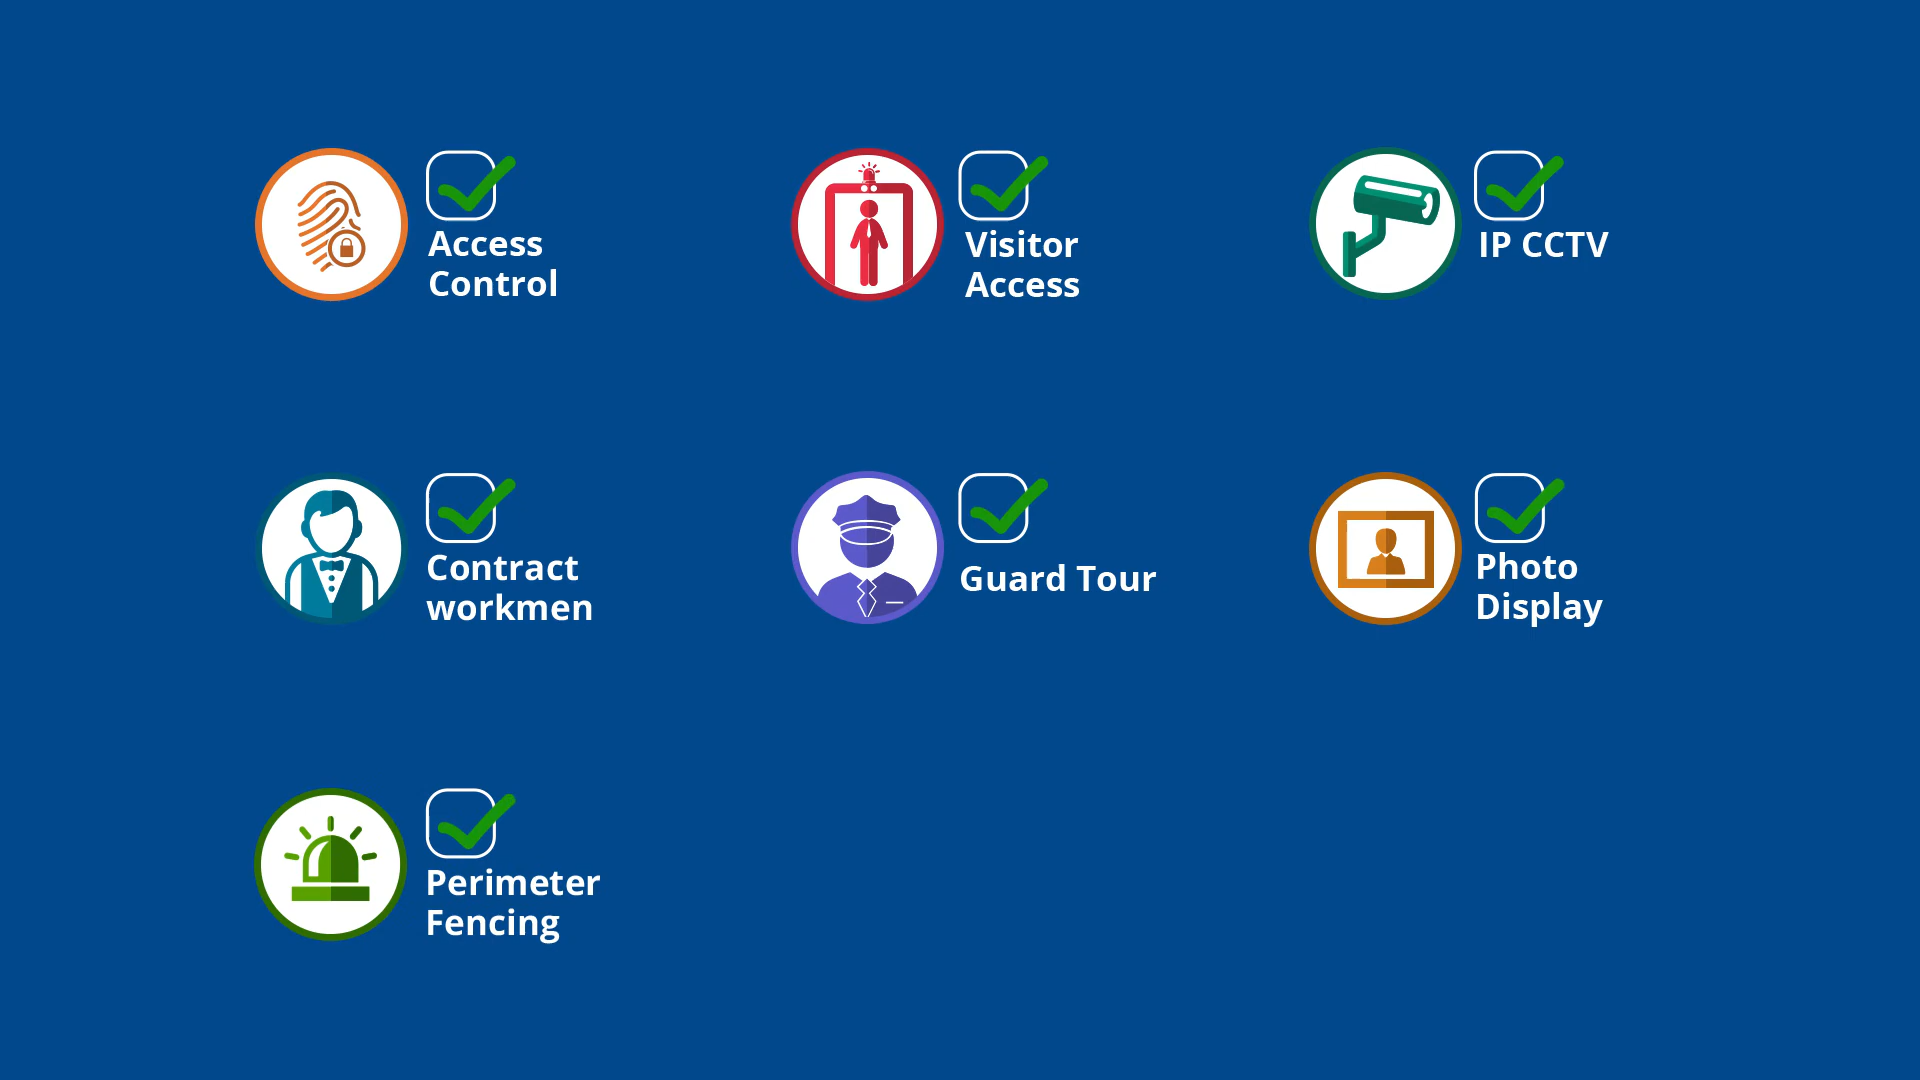 Access
Control
Visitor
Access
IP CCTV
Contract
workmen
Guard Tour
Photo
Display
Perimeter
Fencing